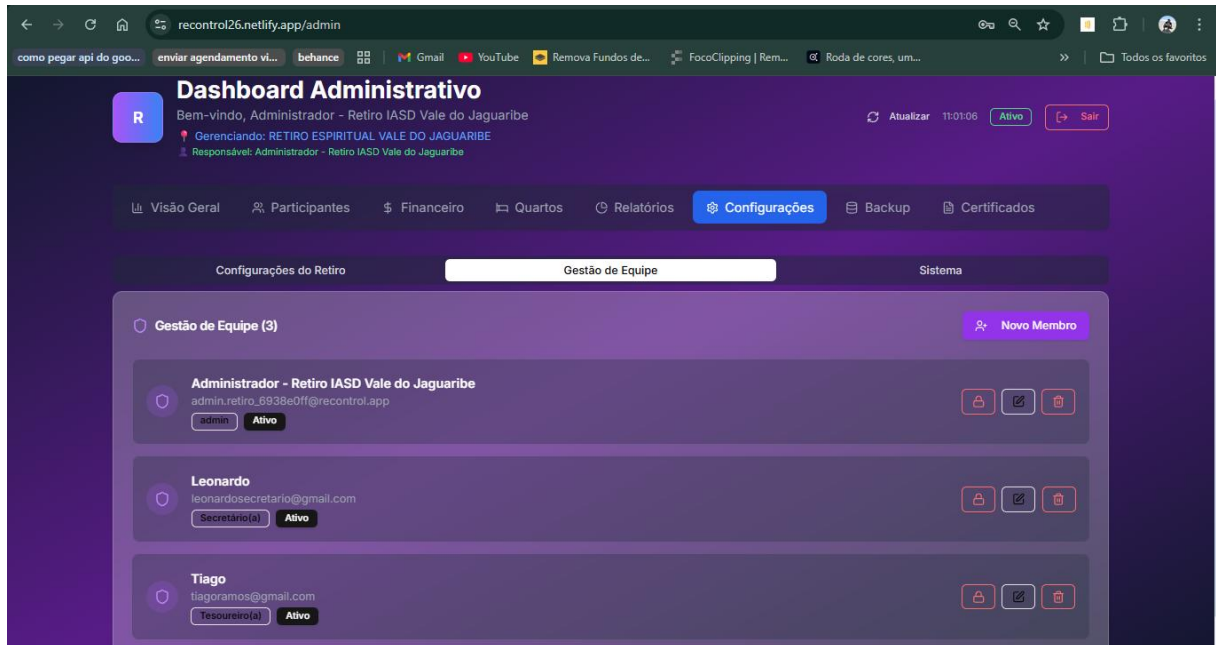 recontrol26.netlify.app/admin
como pegar api do goo... enviar agendamento vi... behance Gmail YouTube Remova Fundos de... FocoClipping | Rem... Roda de cores, um... » Todos os favoritos
Dashboard Administrativo
R
Bem-vindo, Administrador - Retiro IASD Vale do Jaguaribe
Gerenciando: RETIRO ESPIRITUAL VALE DO JAGUARIBE
Responsável: Administrador - Retiro IASD Vale do Jaguaribe
Atualizar 11:01:06 Ativo Sair
Visão Geral Participantes $ Financeiro Quartos Relatórios Configurações Backup Certificados
Configurações do Retiro Gestão de Equipe Sistema
Gestão de Equipe (3) Novo Membro
Administrador - Retiro IASD Vale do Jaguaribe
admin.retiro_6938e0ff@recontrol.app
admin Ativo
Leonardo
leonardosecretario@gmail.com
Secretário(a) Ativo
Tiago
tiagoramos@gmail.com
Tesoureiro(a) Ativo